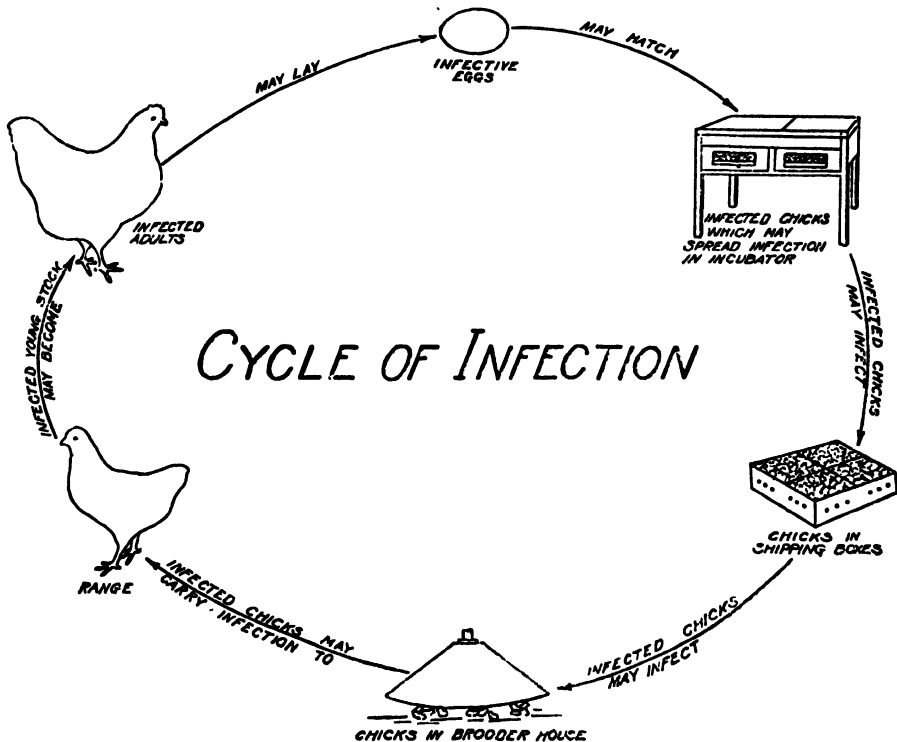 MAY LAY
INFECTIVE
EGGS
MAY HATCH
INFECTED CHICKS
WHICH MAY
SPREAD INFECTION
IN INCUBATOR
INFECTED CHICKS
MAY INFECT
CHICKS IN
SHIPPING BOXES
INFECTED CHICKS
MAY INFECT
CHICKS IN BROODER HOUSE
INFECTED CHICKS MAY
CARRY INFECTION TO
RANGE
INFECTED YOUNG STOCK
MAY BECOME
INFECTED
ADULTS
CYCLE OF INFECTION